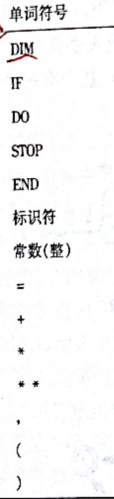 单词符号
DIM
IF
DO
STOP
END
标识符
常数(整)
=
+
*
* *
,
(
)